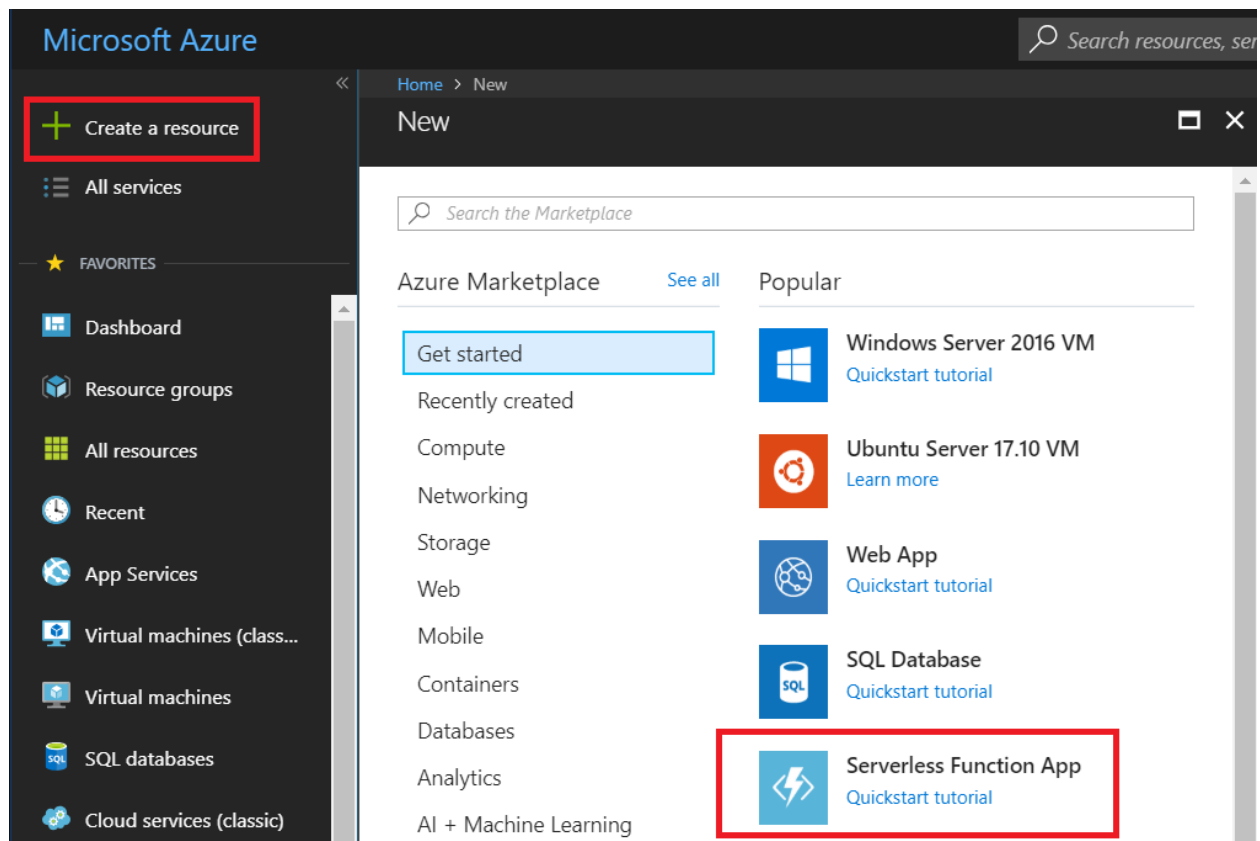 Microsoft Azure
Search resources, ser
Create a resource
All services
FAVORITES
Dashboard
Resource groups
All resources
Recent
App Services
Virtual machines (class...
Virtual machines
SQL databases
Cloud services (classic)
Home > New
New
Search the Marketplace
Azure Marketplace
See all
Get started
Recently created
Compute
Networking
Storage
Web
Mobile
Containers
Databases
Analytics
AI + Machine Learning
Popular
Windows Server 2016 VM
Quickstart tutorial
Ubuntu Server 17.10 VM
Learn more
Web App
Quickstart tutorial
SQL
SQL Database
Quickstart tutorial
Serverless Function App
Quickstart tutorial